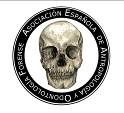 ASOCIACIÓN ESPAÑOLA DE ANTROPOLOGÍA Y ODONTOLOGÍA FORENSE